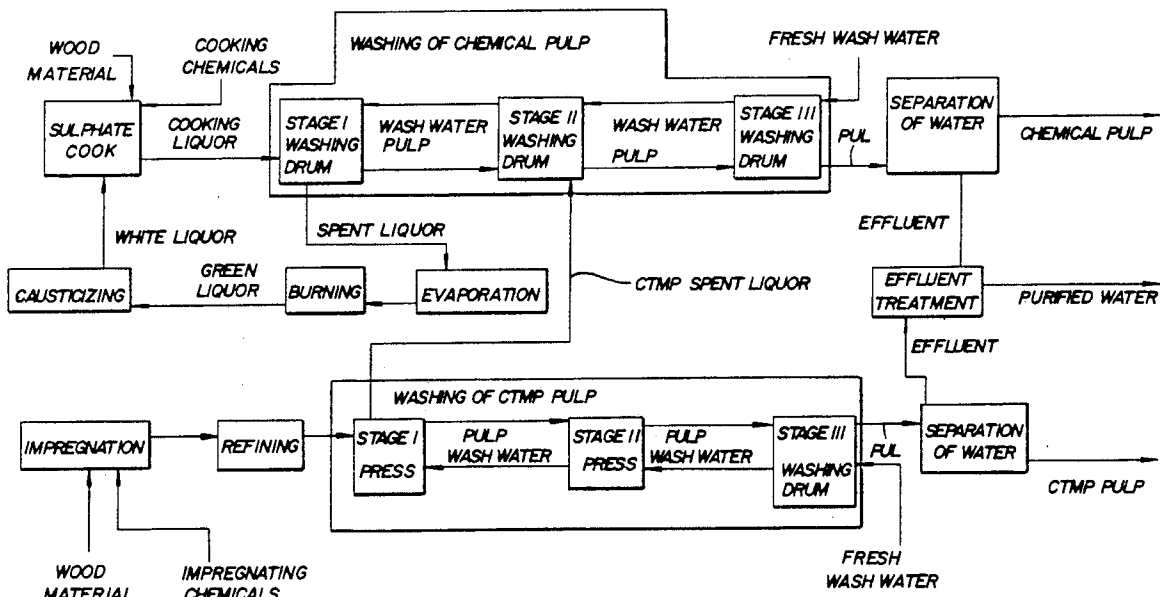 WOOD
MATERIAL
COOKING
CHEMICALS
WASHING OF CHEMICAL PULP
FRESH WASH WATER
SULPHATE
COOK
COOKING
LIQUOR
STAGE I
WASHING
DRUM
WASH WATER
PULP
STAGE II
WASHING
DRUM
WASH WATER
PULP
STAGE III
WASHING
DRUM
PUL
SEPARATION
OF WATER
CHEMICAL PULP
WHITE LIQUOR
SPENT LIQUOR
EFFLUENT
CAUSTICIZING
GREEN
LIQUOR
BURNING
EVAPORATION
CTMP SPENT LIQUOR
EFFLUENT
TREATMENT
PURIFIED WATER
EFFLUENT
WASHING OF CTMP PULP
IMPREGNATION
REFINING
STAGE I
PRESS
PULP
WASH WATER
STAGE II
PRESS
PULP
WASH WATER
STAGE III
WASHING
DRUM
PUL
SEPARATION
OF WATER
CTMP PULP
WOOD
MATERIAL
IMPREGNATING
CHEMICALS
FRESH
WASH WATER